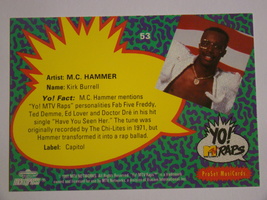 53
Artist: M.C. HAMMER
Name: Kirk Burrell
Yo! Fact: M.C. Hammer mentions
"Yo! MTV Raps" personalities Fab Five Freddy,
Ted Demme, Ed Lover and Doctor Dré in his hit
single "Have You Seen Her." The tune was
originally recorded by The Chi-Lites in 1971, but
Hammer transformed it into a rap ballad.
Label: Capitol
YO!
MTV
RAPS
ProSet MusiCards